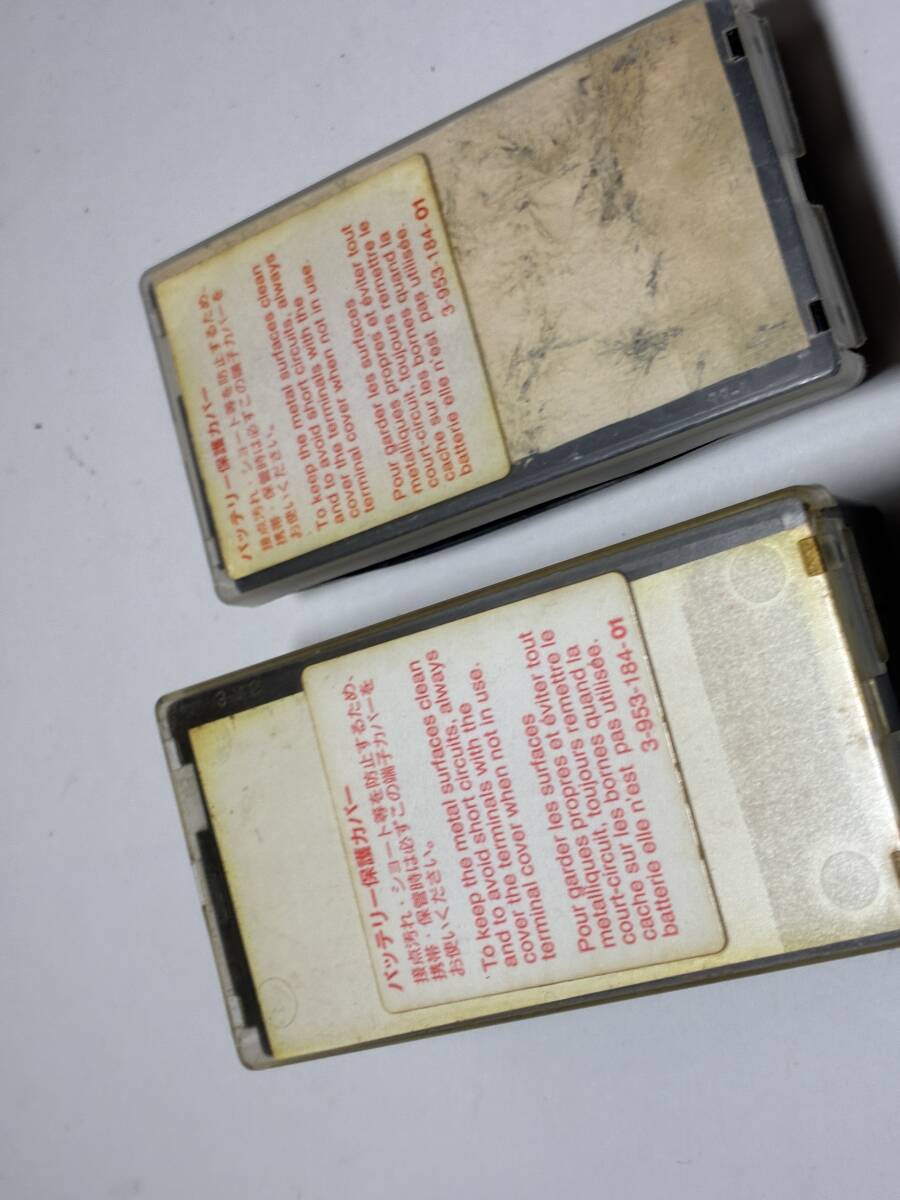 バッテリー保護カバー
接点汚れ・ショート等を防止するため、
携帯・保管時は必ずこの端子カバーを
お使いください。
To keep the metal surfaces clean
and to avoid short circuits, always
cover the terminals with the
terminal cover when not in use.
Pour garder les surfaces
metalliques propres et éviter tout
court-circuit, toujours remettre le
cache sur les bornes quand la
batterie elle n'est pas utilisée.
3-953-184-01
バッテリー保護カバー
接点汚れ・ショート等を防止するため、
携帯・保管時は必ずこの端子カバーを
お使いください。
To keep the metal surfaces clean
and to avoid short circuits, always
cover the terminals with the
terminal cover when not in use.
Pour garder les surfaces
metalliques propres et éviter tout
court-circuit, toujours remettre le
cache sur les bornes quand la
batterie elle n'est pas utilisée.
3-953-184-01